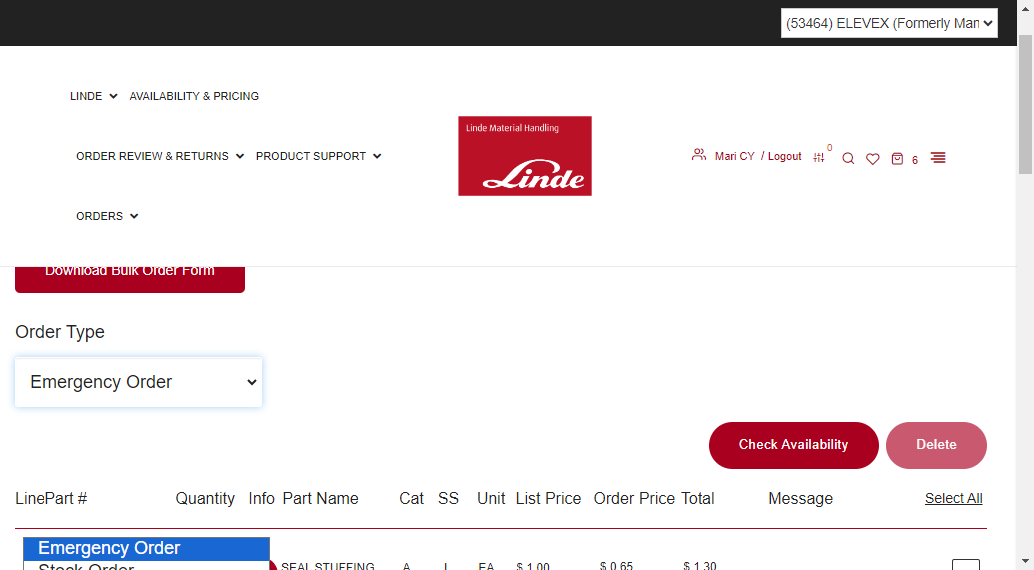 (53464) ELEVEX (Formerly Man
LINDE AVAILABILITY & PRICING
ORDER REVIEW & RETURNS PRODUCT SUPPORT
ORDERS
Linde Material Handling
Linde
Mari CY / Logout 0 6
Download Bulk Order Form
Order Type
Emergency Order
Check Availability Delete
LinePart # Quantity Info Part Name Cat SS Unit List Price Order Price Total Message Select All
Emergency Order
Stock Order
SEAL STUFFING A I EA $ 1.00 $ 0.65 $ 1.30